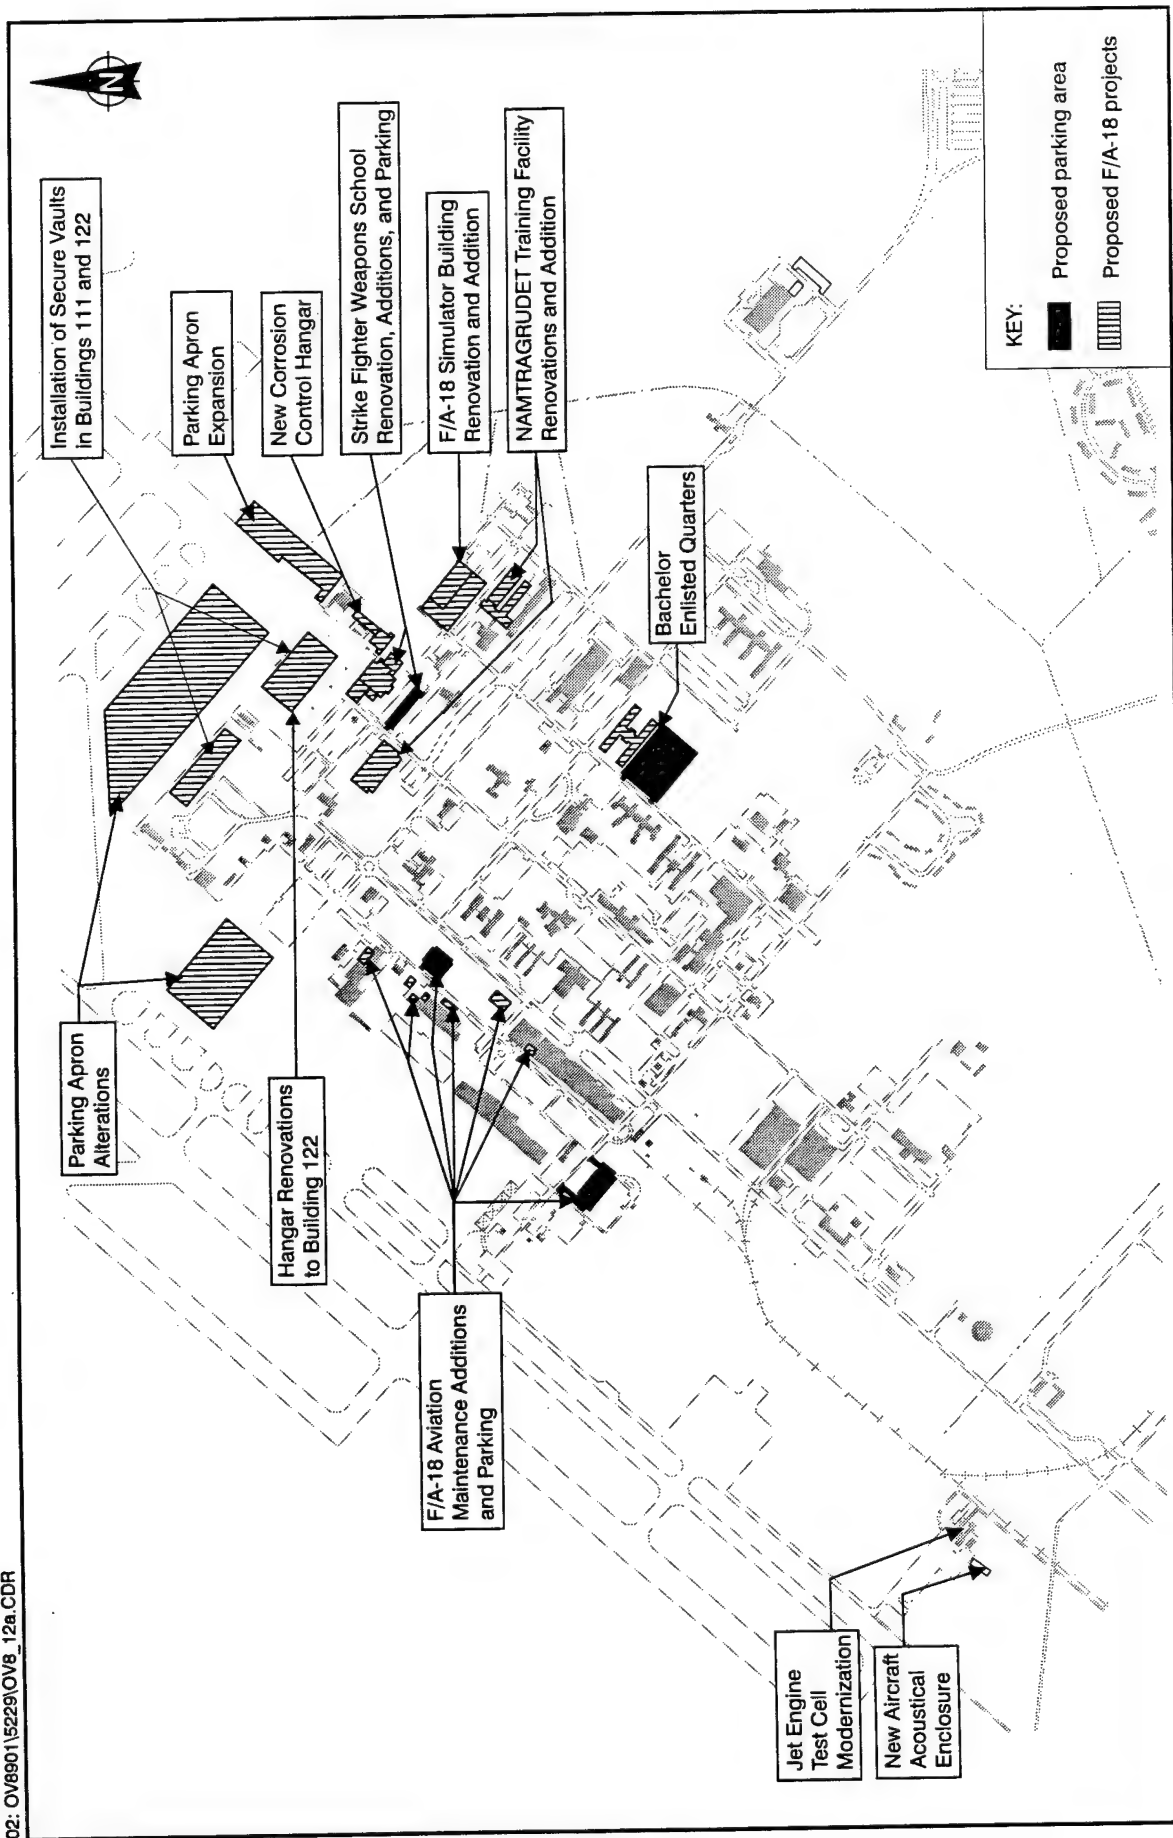 02: OV8901\5229\OV8_12a.CDR
N
Installation of Secure Vaults
in Buildings 111 and 122
Parking Apron
Expansion
New Corrosion
Control Hangar
Strike Fighter Weapons School
Renovation, Additions, and Parking
F/A-18 Simulator Building
Renovation and Addition
NAMTRAGRUDET Training Facility
Renovations and Addition
Bachelor
Enlisted Quarters
Parking Apron
Alterations
Hangar Renovations
to Building 122
F/A-18 Aviation
Maintenance Additions
and Parking
Jet Engine
Test Cell
Modernization
New Aircraft
Acoustical
Enclosure
KEY:
Proposed parking area
Proposed F/A-18 projects